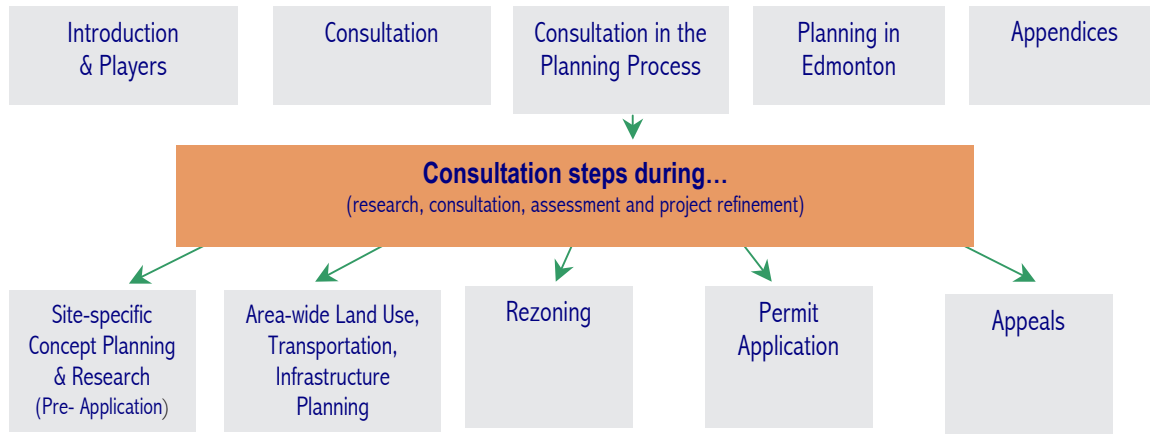 Introduction
& Players
Consultation
Consultation in the
Planning Process
Planning in
Edmonton
Appendices
Consultation steps during…
(research, consultation, assessment and project refinement)
Site-specific
Concept Planning
& Research
(Pre- Application)
Area-wide Land Use,
Transportation,
Infrastructure
Planning
Rezoning
Permit
Application
Appeals